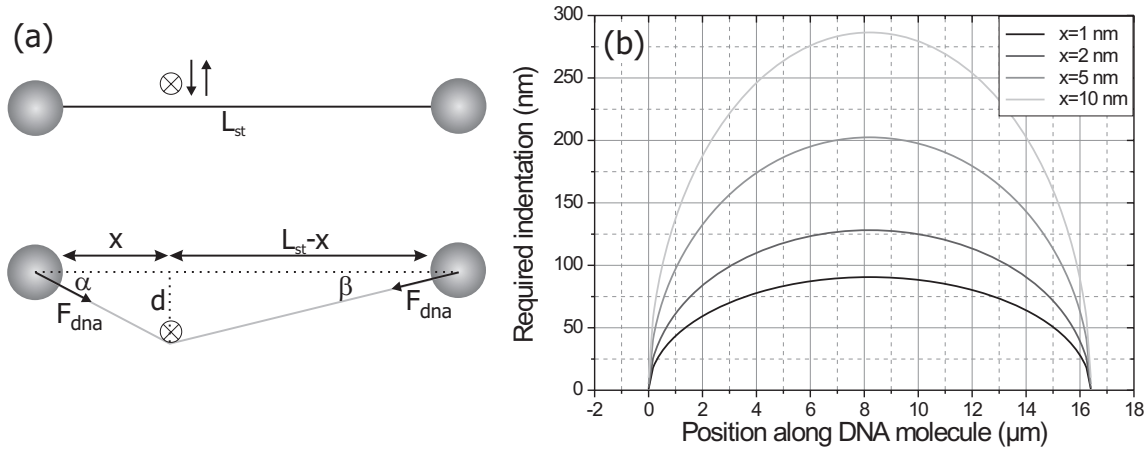 (a)
L_st
x
L_st-x
α
β
d
F_dna
F_dna
(b)
x=1 nm
x=2 nm
x=5 nm
x=10 nm
Required indentation (nm)
300
250
200
150
100
50
0
-2 0 2 4 6 8 10 12 14 16 18
Position along DNA molecule (µm)